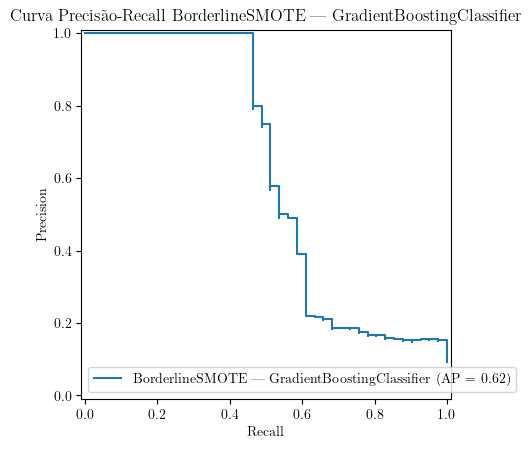 Curva Precisão-Recall BorderlineSMOTE — GradientBoostingClassifier
1.0
0.8
0.6
0.4
0.2
0.0
Precision
BorderlineSMOTE — GradientBoostingClassifier (AP = 0.62)
0.0 0.2 0.4 0.6 0.8 1.0
Recall